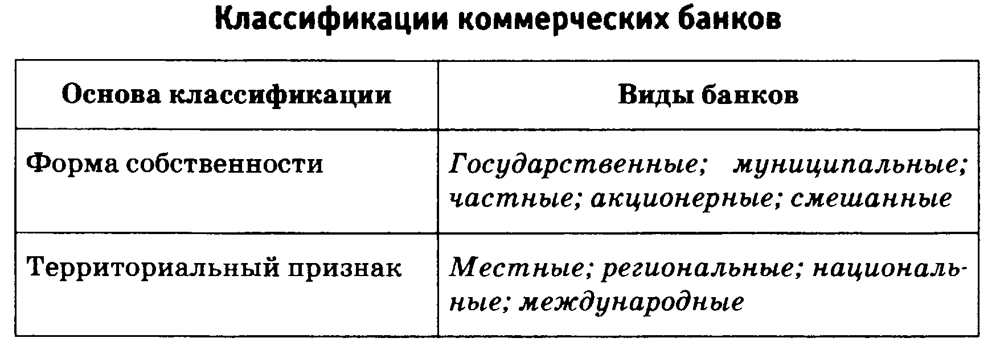 Классификации коммерческих банков
Основа классификации
Виды банков
Форма собственности
Государственные; муниципальные;
частные; акционерные; смешанные
Территориальный признак
Местные; региональные; националь-
ные; международные